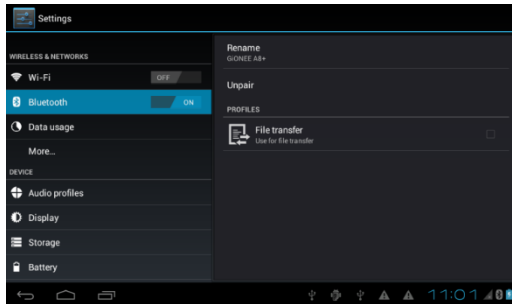 Settings
WIRELESS & NETWORKS
Wi-Fi
OFF
Bluetooth
ON
Data usage
More...
DEVICE
Audio profiles
Display
Storage
Battery
Rename
GiONEE A8+
Unpair
PROFILES
File transfer
Use for file transfer
11:01